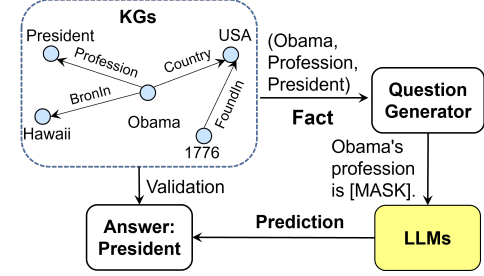 KGs
President
USA
Profession
Country
BronIn
FoundIn
Hawaii
Obama
1776
(Obama,
Profession,
President)
Fact
Question
Generator
Obama's
profession
is [MASK].
Validation
Answer:
President
Prediction
LLMs